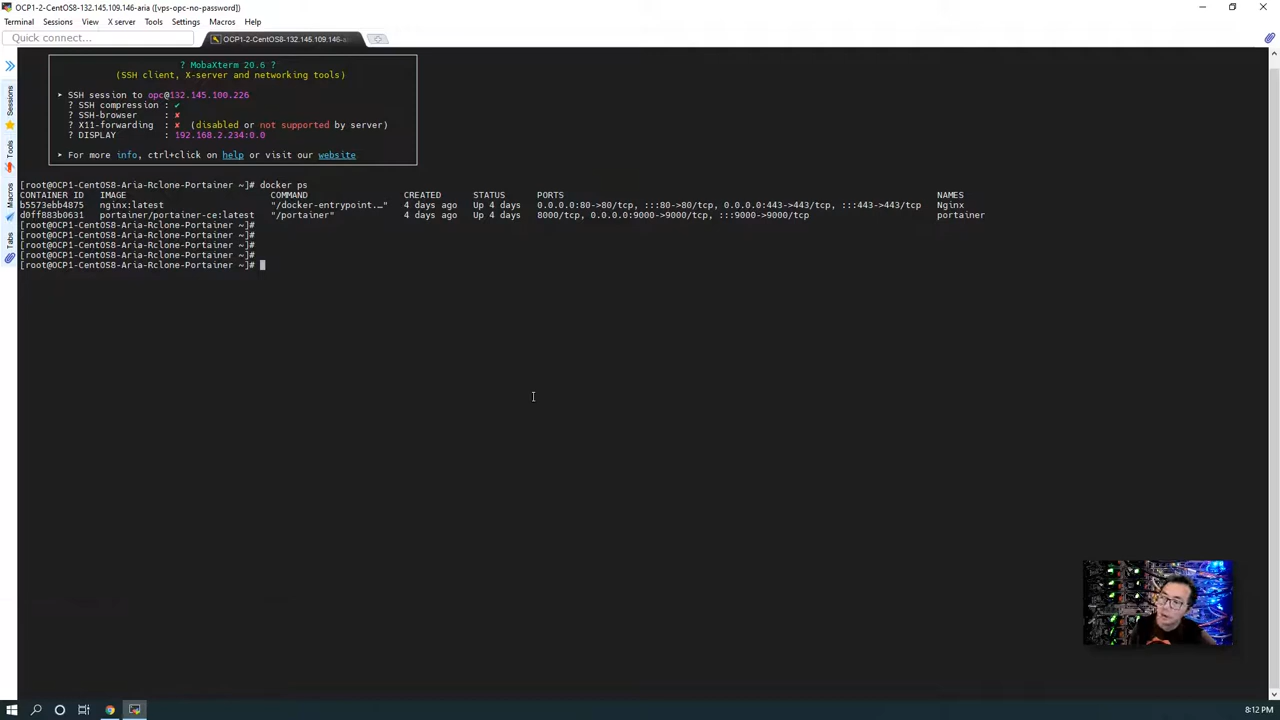 OCP1-2-CentOS8-132.145.109.146-aria ([vps-opc-no-password])
Terminal Sessions View X server Tools Settings Macros Help
Quick connect...
OCP1-2-CentOS8-132.145.109.146-a
? MobaXterm 20.6 ?
(SSH client, X-server and networking tools)
➤ SSH session to opc@132.145.100.226
? SSH compression : ✔
? SSH-browser : ✘
? X11-forwarding : ✘ (disabled or not supported by server)
? DISPLAY : 192.168.2.234:0.0
➤ For more info, ctrl+click on help or visit our website
[root@OCP1-CentOS8-Aria-Rclone-Portainer ~]# docker ps
CONTAINER ID IMAGE COMMAND CREATED STATUS PORTS NAMES
b5573ebb4875 nginx:latest "/docker-entrypoint.…" 4 days ago Up 4 days 0.0.0.0:80->80/tcp, :::80->80/tcp, 0.0.0.0:443->443/tcp, :::443->443/tcp Nginx
d0ff883b0631 portainer/portainer-ce:latest "/portainer" 4 days ago Up 4 days 8000/tcp, 0.0.0.0:9000->9000/tcp, :::9000->9000/tcp portainer
[root@OCP1-CentOS8-Aria-Rclone-Portainer ~]#
[root@OCP1-CentOS8-Aria-Rclone-Portainer ~]#
[root@OCP1-CentOS8-Aria-Rclone-Portainer ~]#
[root@OCP1-CentOS8-Aria-Rclone-Portainer ~]#
[root@OCP1-CentOS8-Aria-Rclone-Portainer ~]#
Sessions
Tools
Macros
Tabs
8:12 PM